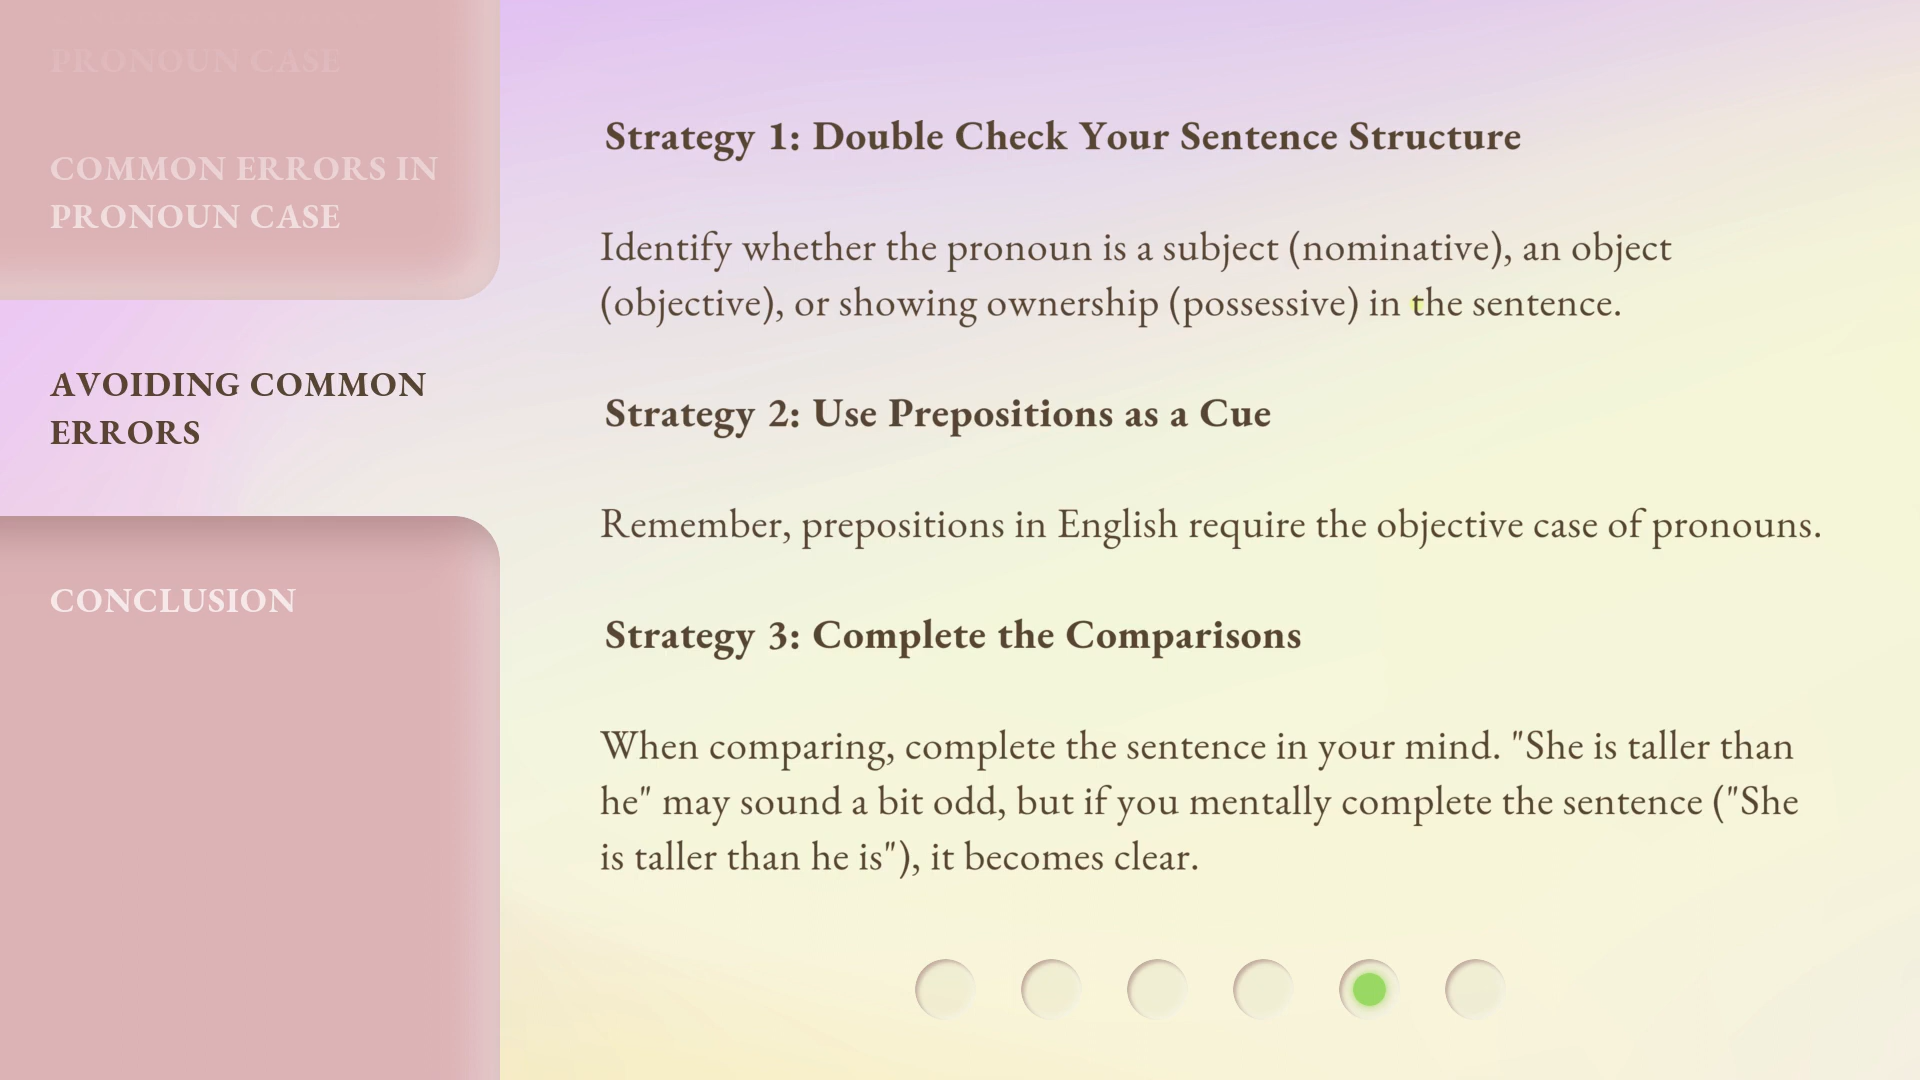 PRONOUN CASE
COMMON ERRORS IN
PRONOUN CASE
AVOIDING COMMON
ERRORS
CONCLUSION
Strategy 1: Double Check Your Sentence Structure
Identify whether the pronoun is a subject (nominative), an object
(objective), or showing ownership (possessive) in the sentence.
Strategy 2: Use Prepositions as a Cue
Remember, prepositions in English require the objective case of pronouns.
Strategy 3: Complete the Comparisons
When comparing, complete the sentence in your mind. "She is taller than
he" may sound a bit odd, but if you mentally complete the sentence ("She
is taller than he is"), it becomes clear.